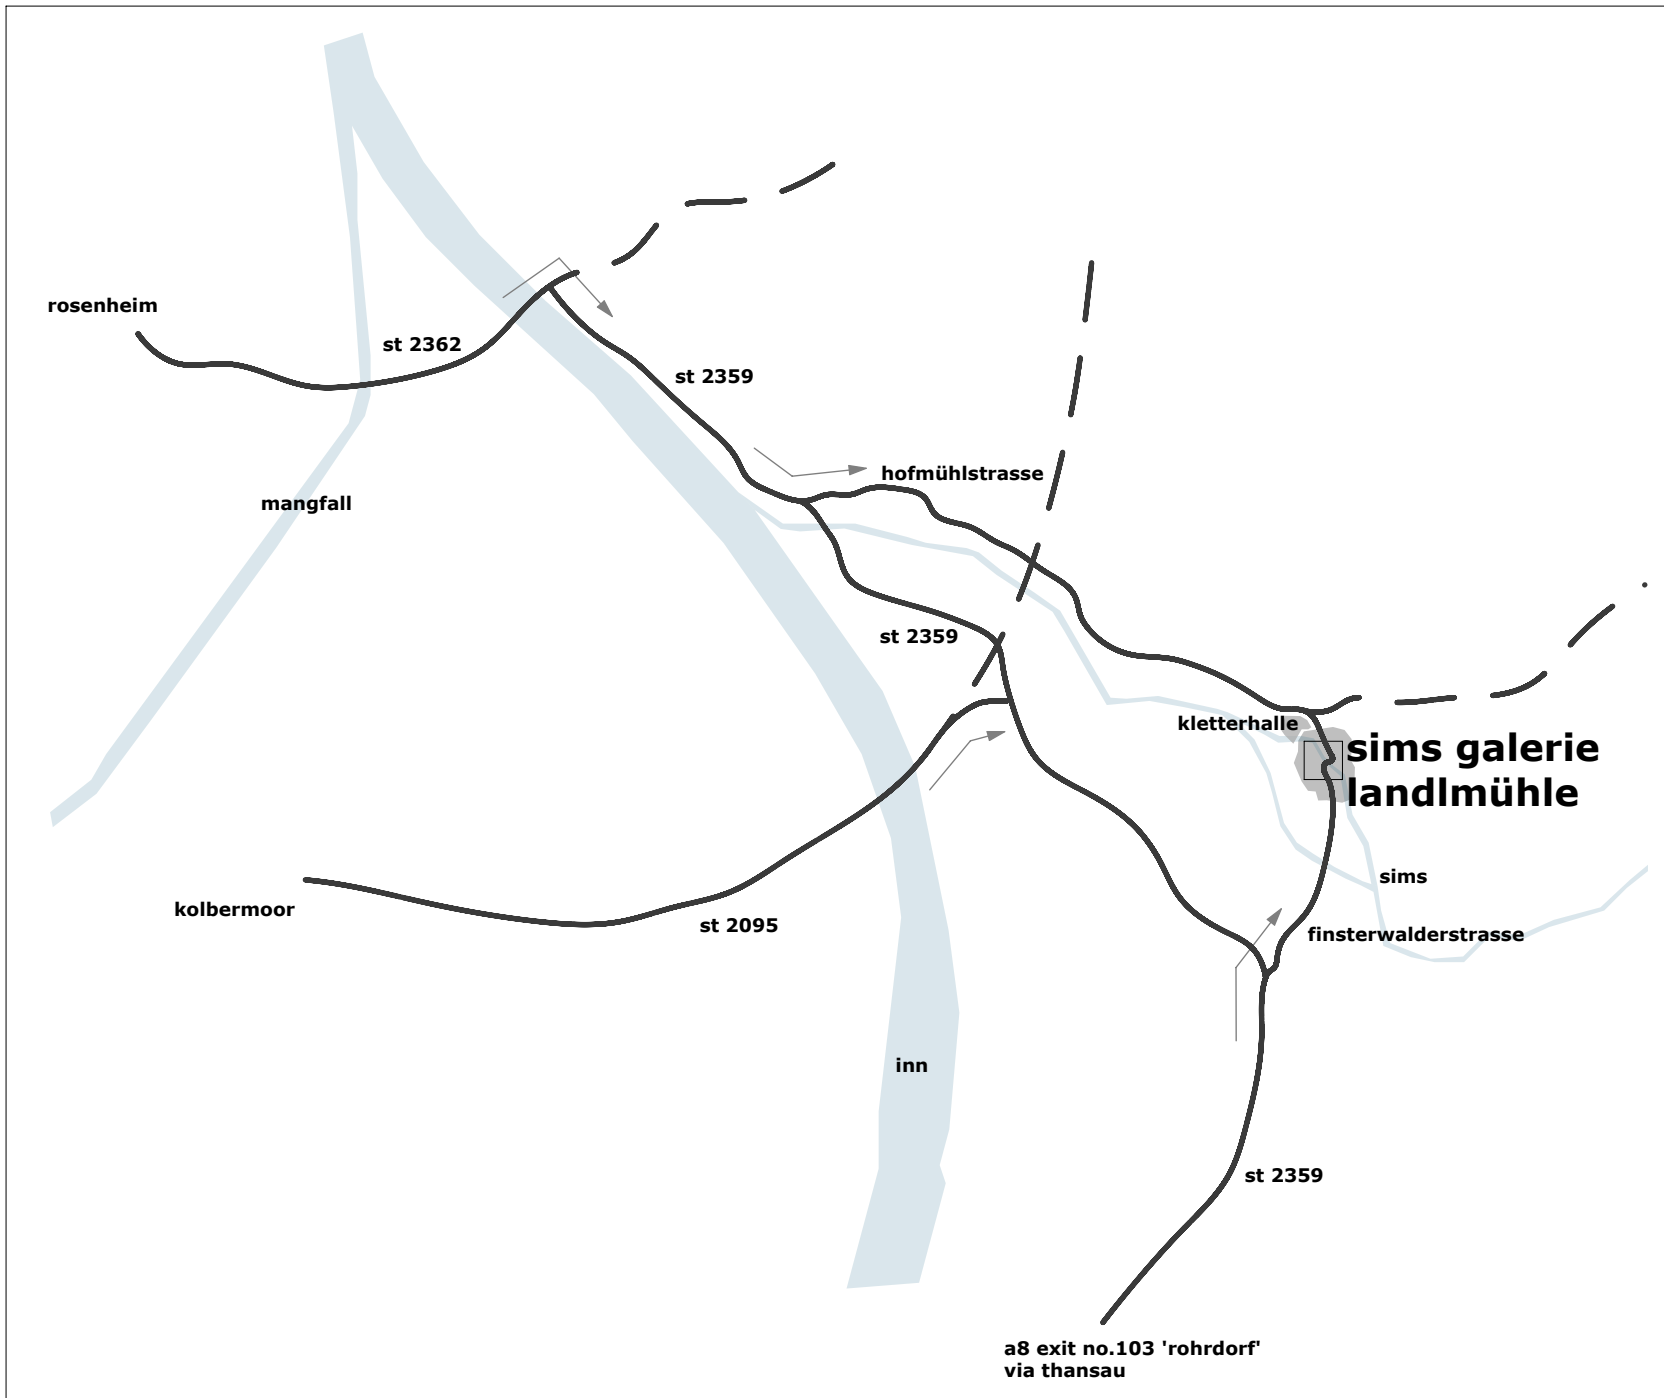 rosenheim
st 2362
st 2359
hofmühlstrasse
mangfall
st 2359
kletterhalle
sims galerie
landlmühle
sims
kolbermoor
st 2095
finsterwalderstrasse
inn
st 2359
a8 exit no.103 'rohrdorf'
via thansau